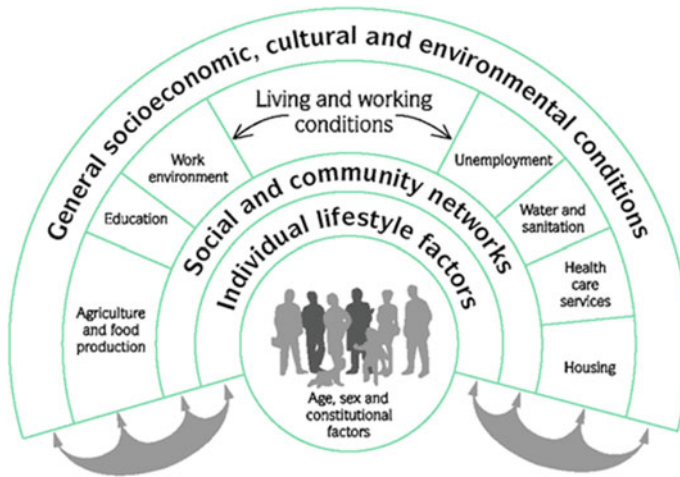 General socioeconomic, cultural and environmental conditions
Living and working
conditions
Work
environment
Unemployment
Education
Water and
sanitation
Agriculture
and food
production
Health
care
services
Housing
Social and community networks
Individual lifestyle factors
Age, sex and
constitutional
factors